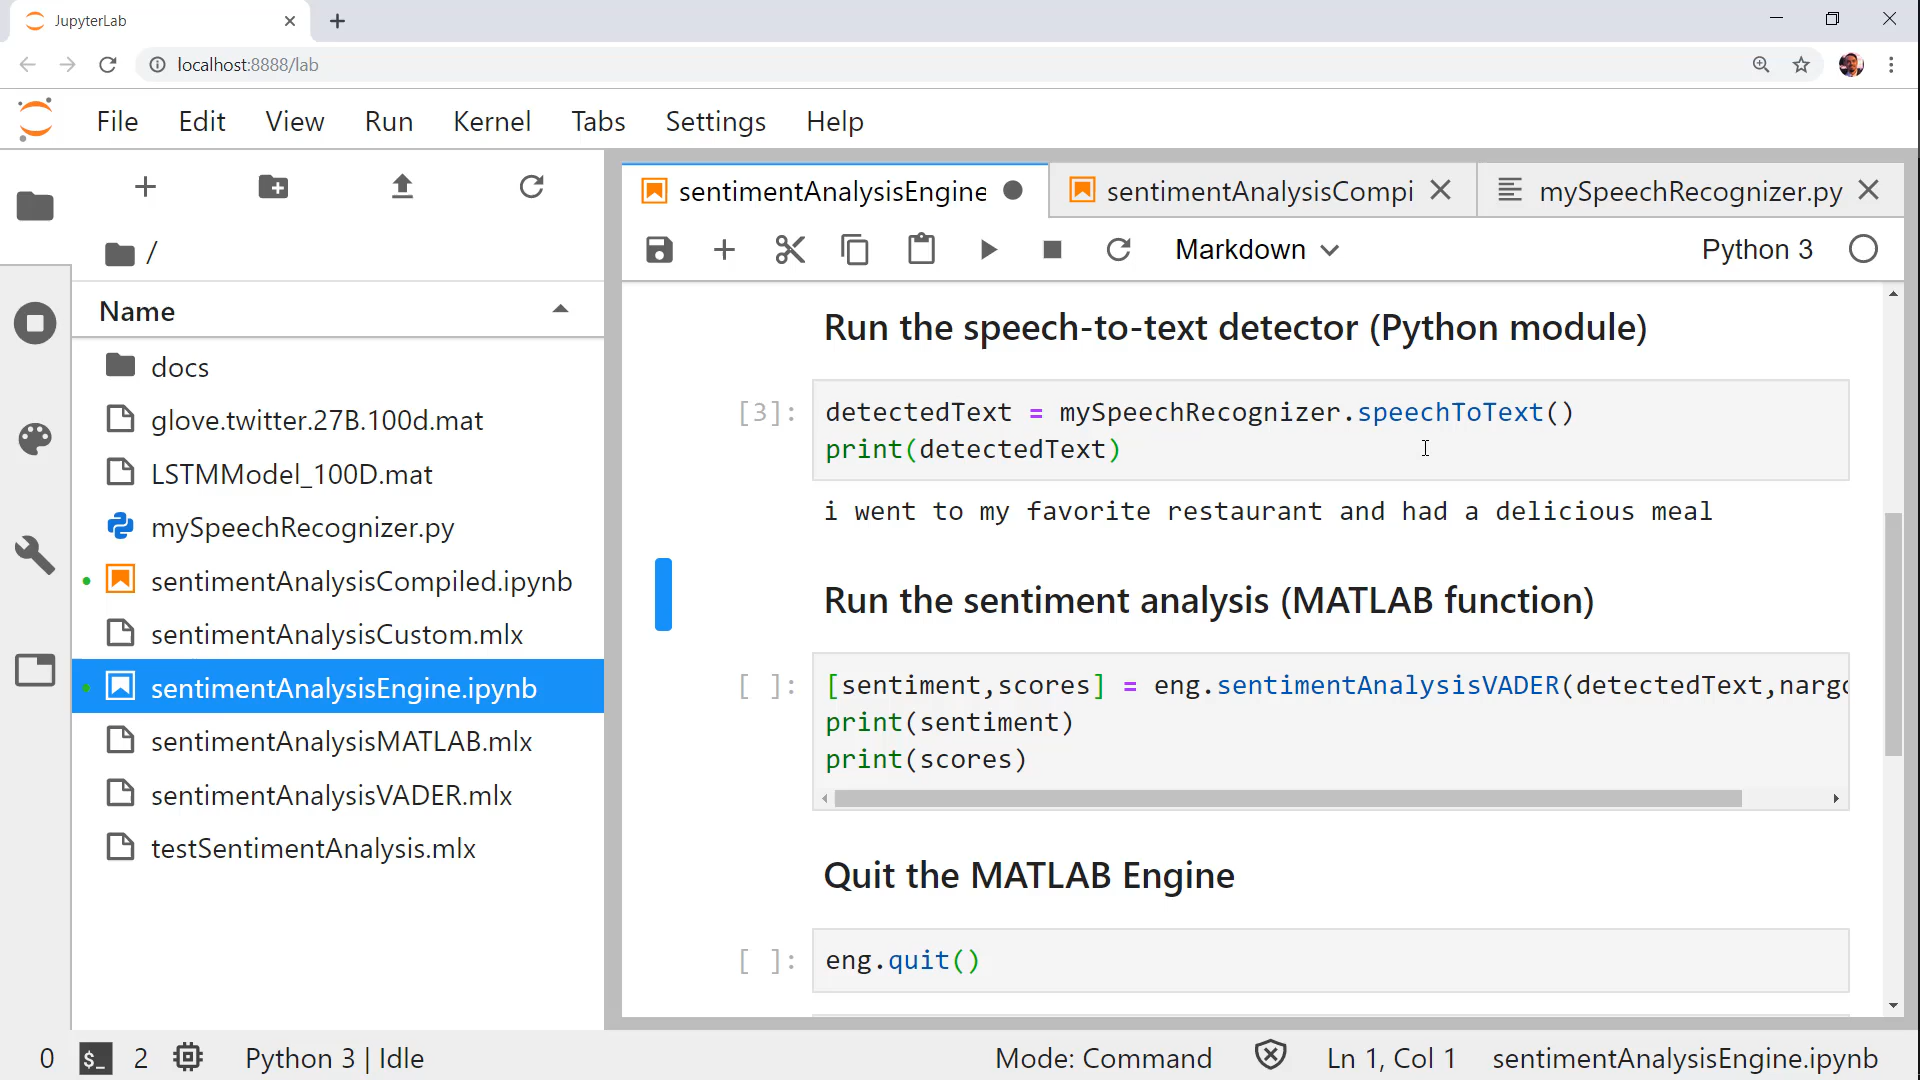 JupyterLab
localhost:8888/lab
File Edit View Run Kernel Tabs Settings Help
sentimentAnalysisEngine sentimentAnalysisCompi mySpeechRecognizer.py
Markdown Python 3
/
Name
docs
glove.twitter.27B.100d.mat
LSTMModel_100D.mat
mySpeechRecognizer.py
sentimentAnalysisCompiled.ipynb
sentimentAnalysisCustom.mlx
sentimentAnalysisEngine.ipynb
sentimentAnalysisMATLAB.mlx
sentimentAnalysisVADER.mlx
testSentimentAnalysis.mlx
Run the speech-to-text detector (Python module)
[3]: detectedText = mySpeechRecognizer.speechToText()
print(detectedText)
i went to my favorite restaurant and had a delicious meal
Run the sentiment analysis (MATLAB function)
[ ]: [sentiment,scores] = eng.sentimentAnalysisVADER(detectedText,nargo
print(sentiment)
print(scores)
Quit the MATLAB Engine
[ ]: eng.quit()
0 $_ 2 Python 3 | Idle Mode: Command Ln 1, Col 1 sentimentAnalysisEngine.ipynb